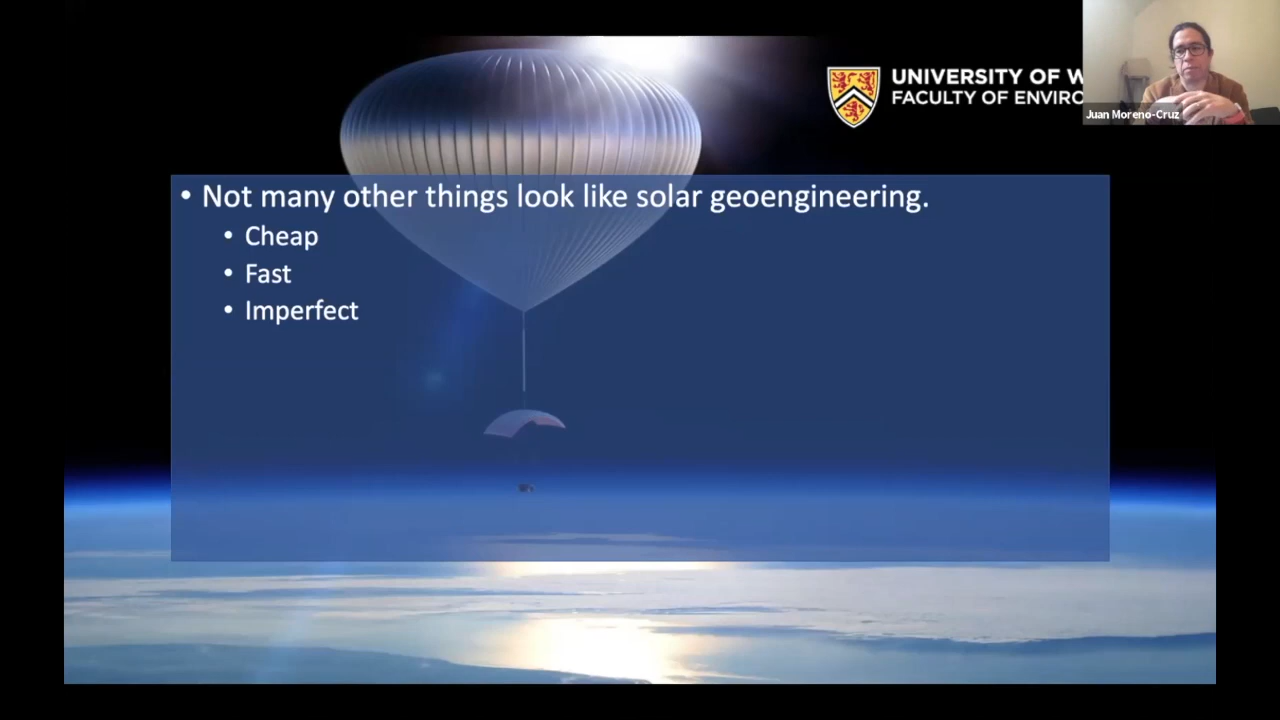 UNIVERSITY OF W
FACULTY OF ENVIRO
Juan Moreno-Cruz
• Not many other things look like solar geoengineering.
• Cheap
• Fast
• Imperfect